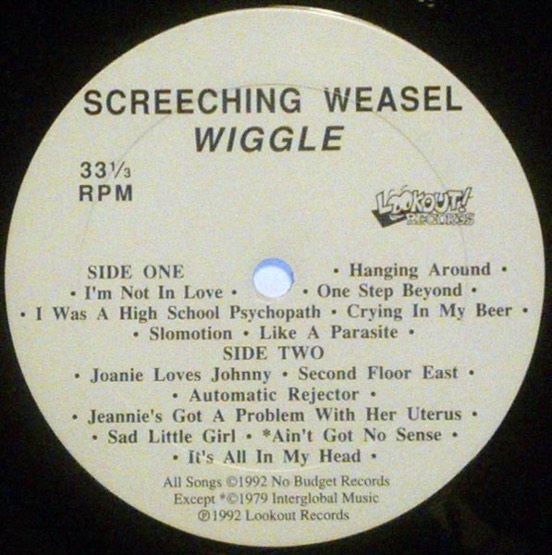 SCREECHING WEASEL
WIGGLE
33 1/3
RPM
LOOKOUT!
RECORDS
SIDE ONE • Hanging Around •
• I'm Not In Love • • One Step Beyond •
• I Was A High School Psychopath • Crying In My Beer •
• Slomotion • Like A Parasite •
SIDE TWO
• Joanie Loves Johnny • Second Floor East •
• Automatic Rejector •
• Jeannie's Got A Problem With Her Uterus •
• Sad Little Girl • *Ain't Got No Sense •
• It's All In My Head •
All Songs ©1992 No Budget Records
Except *©1979 Interglobal Music
℗1992 Lookout Records